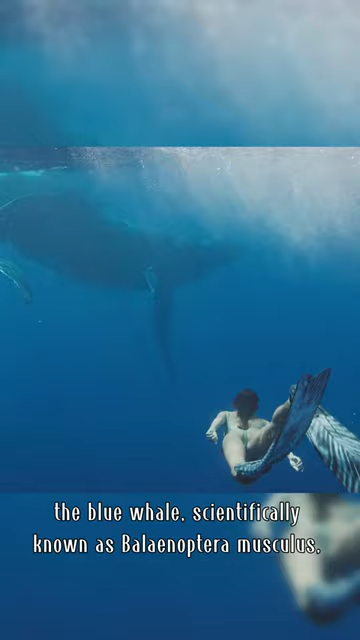 the blue whale, scientifically
known as Balaenoptera musculus,